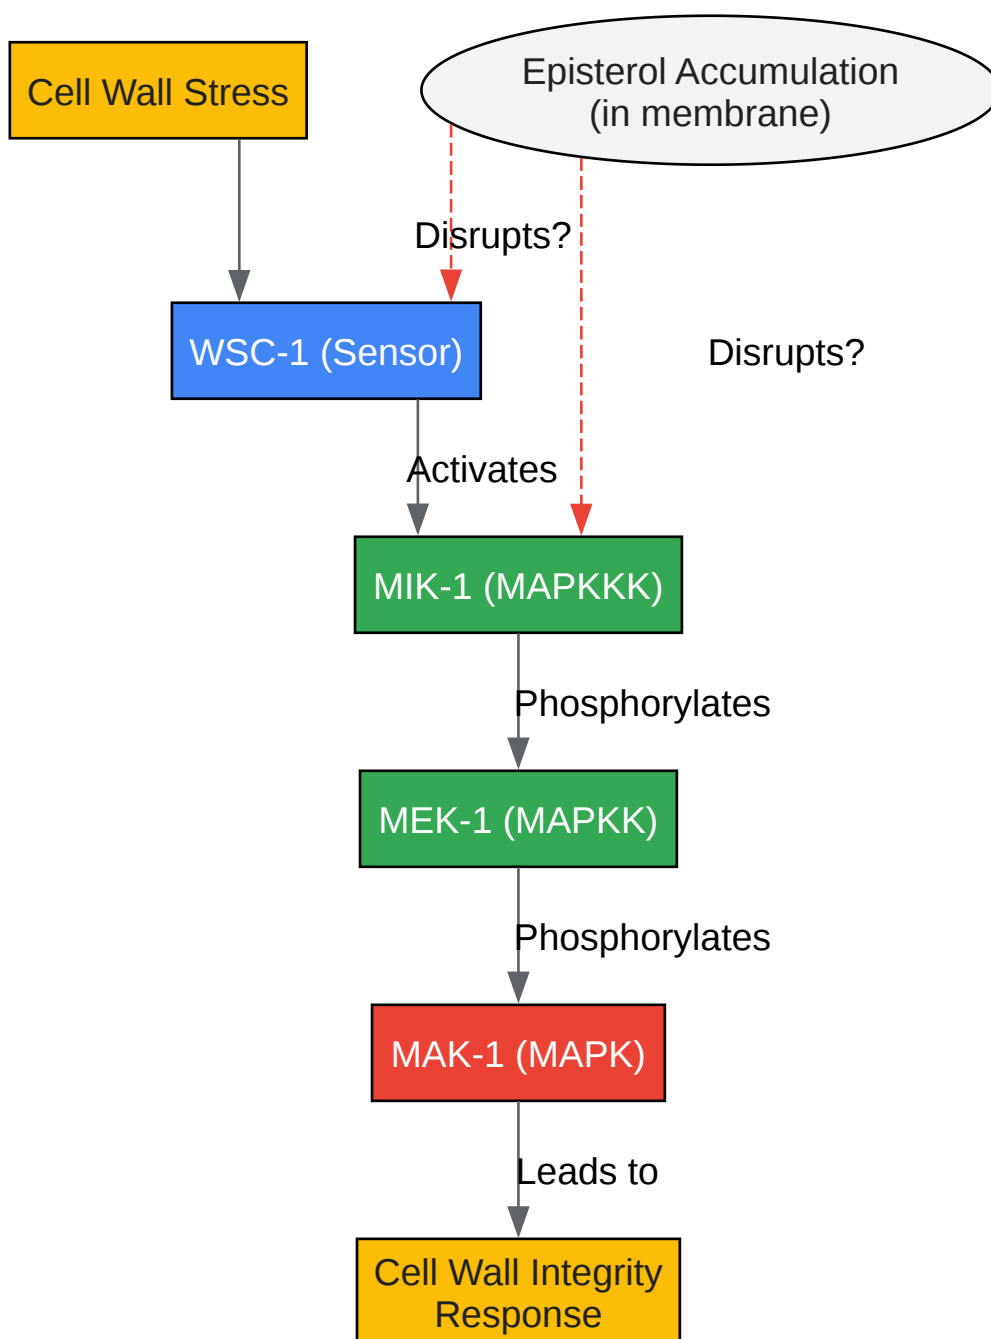 Cell Wall Stress
Episterol Accumulation
(in membrane)
Disrupts?
WSC-1 (Sensor)
Disrupts?
Activates
MIK-1 (MAPKKK)
Phosphorylates
MEK-1 (MAPKK)
Phosphorylates
MAK-1 (MAPK)
Leads to
Cell Wall Integrity
Response